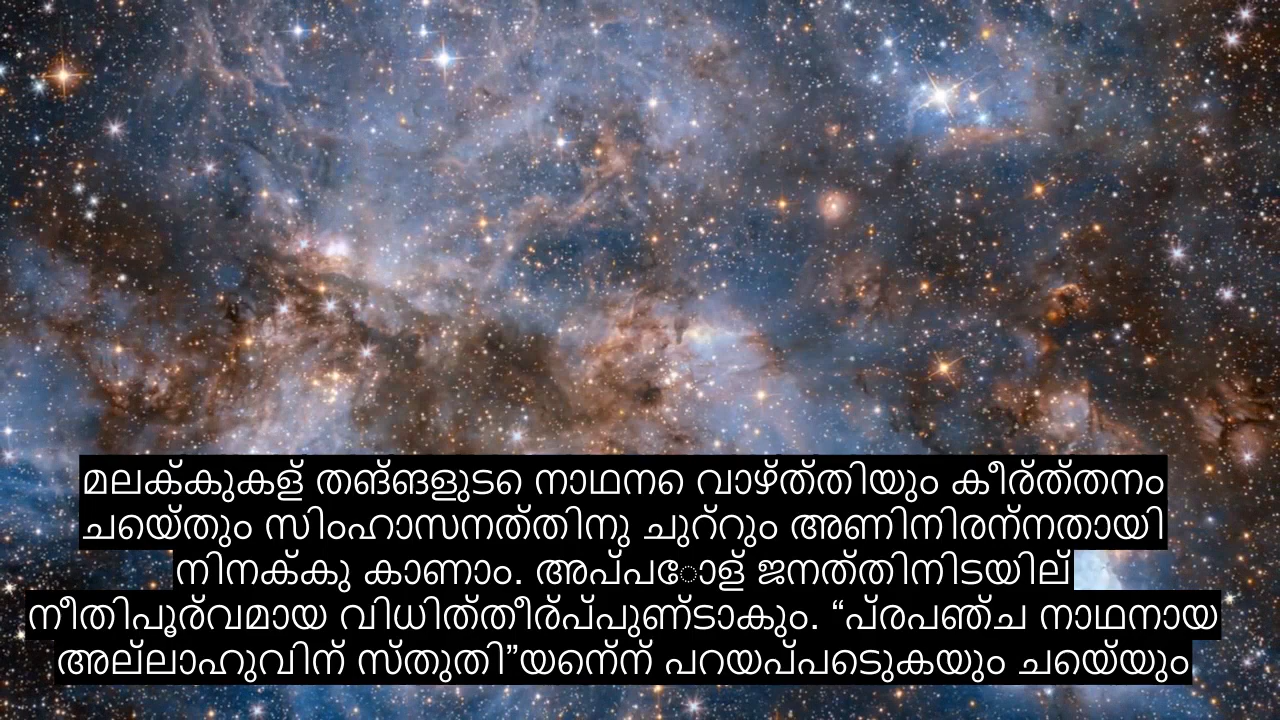 മലക്കുകള് തങ്ങളുടെ നാഥനെ വാഴ്ത്തിയും കീര്ത്തനം
ചെയ്തും സിംഹാസനത്തിനു ചുറ്റും അണിനിരന്നതായി
നിനക്കു കാണാം. അപ്പോള് ജനത്തിനിടയില്
നീതിപൂര്വമായ വിധിത്തീര്പ്പുണ്ടാകും. “പ്രപഞ്ച നാഥനായ
അല്ലാഹുവിന് സ്തുതി”യെന്ന് പറയപ്പെടുകയും ചെയ്യും